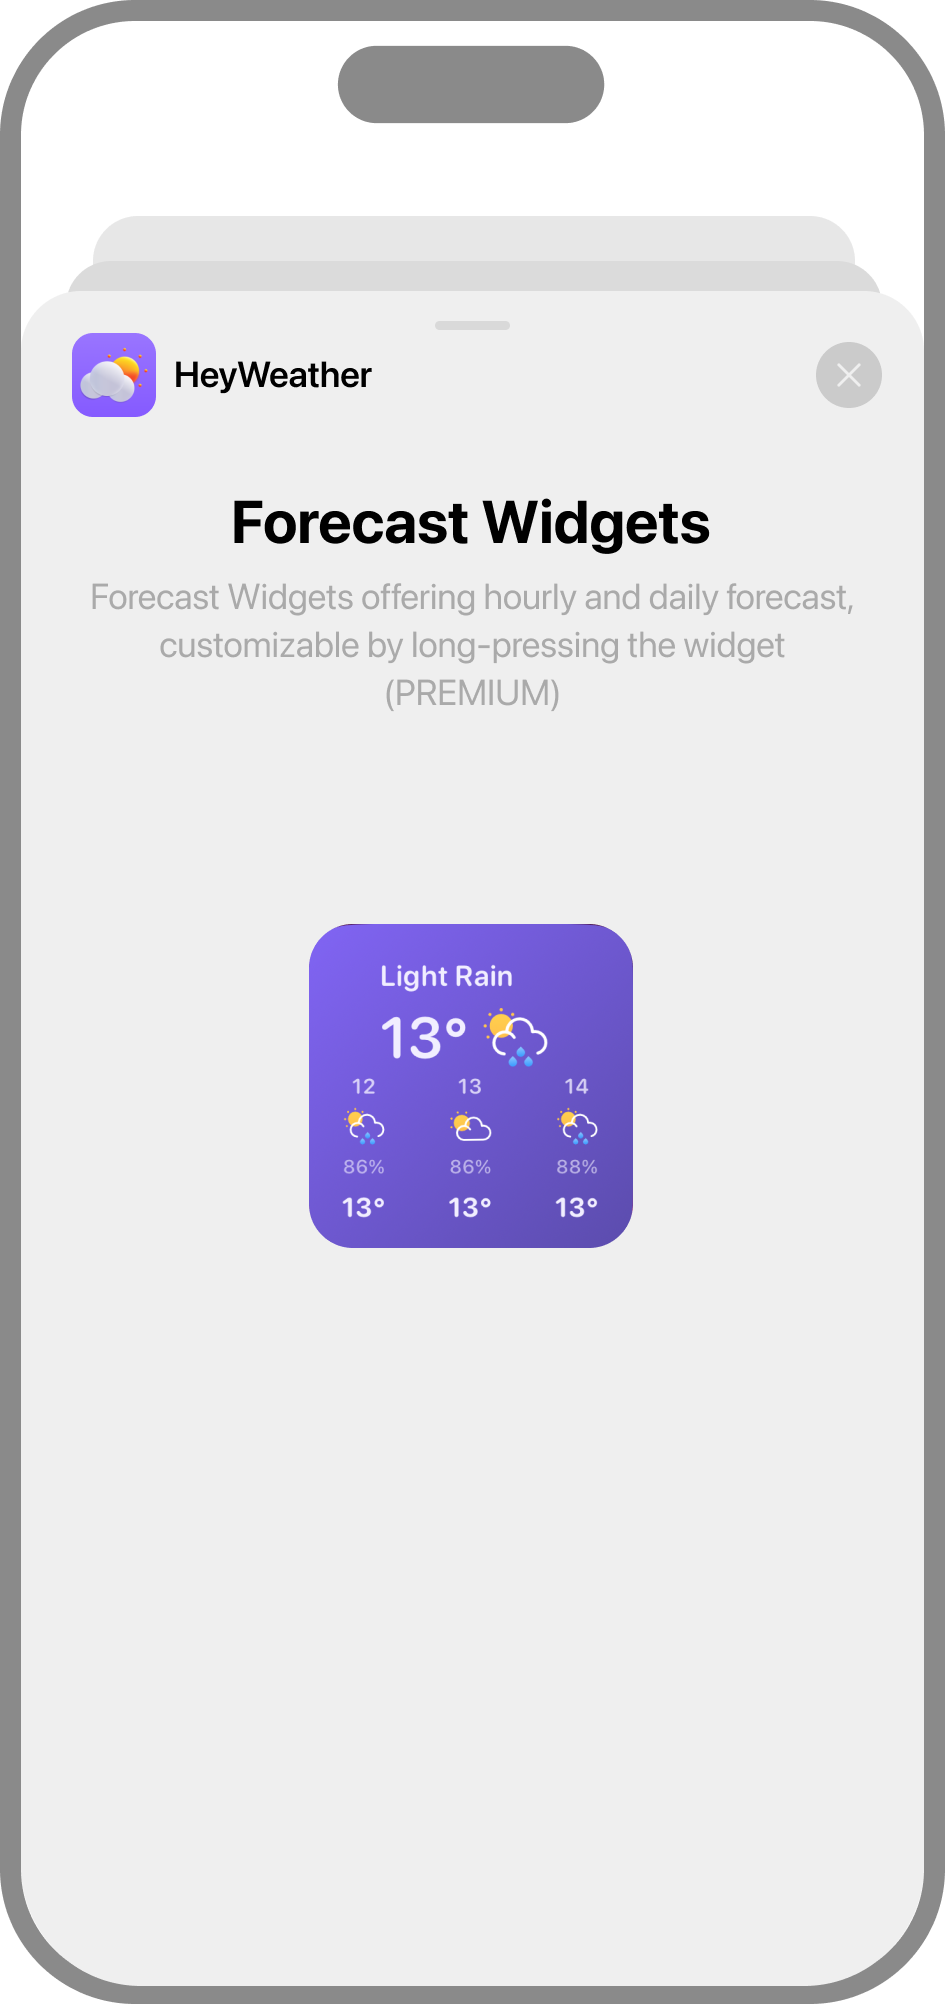 HeyWeather
Forecast Widgets
Forecast Widgets offering hourly and daily forecast,
customizable by long-pressing the widget
(PREMIUM)
Light Rain
13°
12 13 14
86% 86% 88%
13° 13° 13°